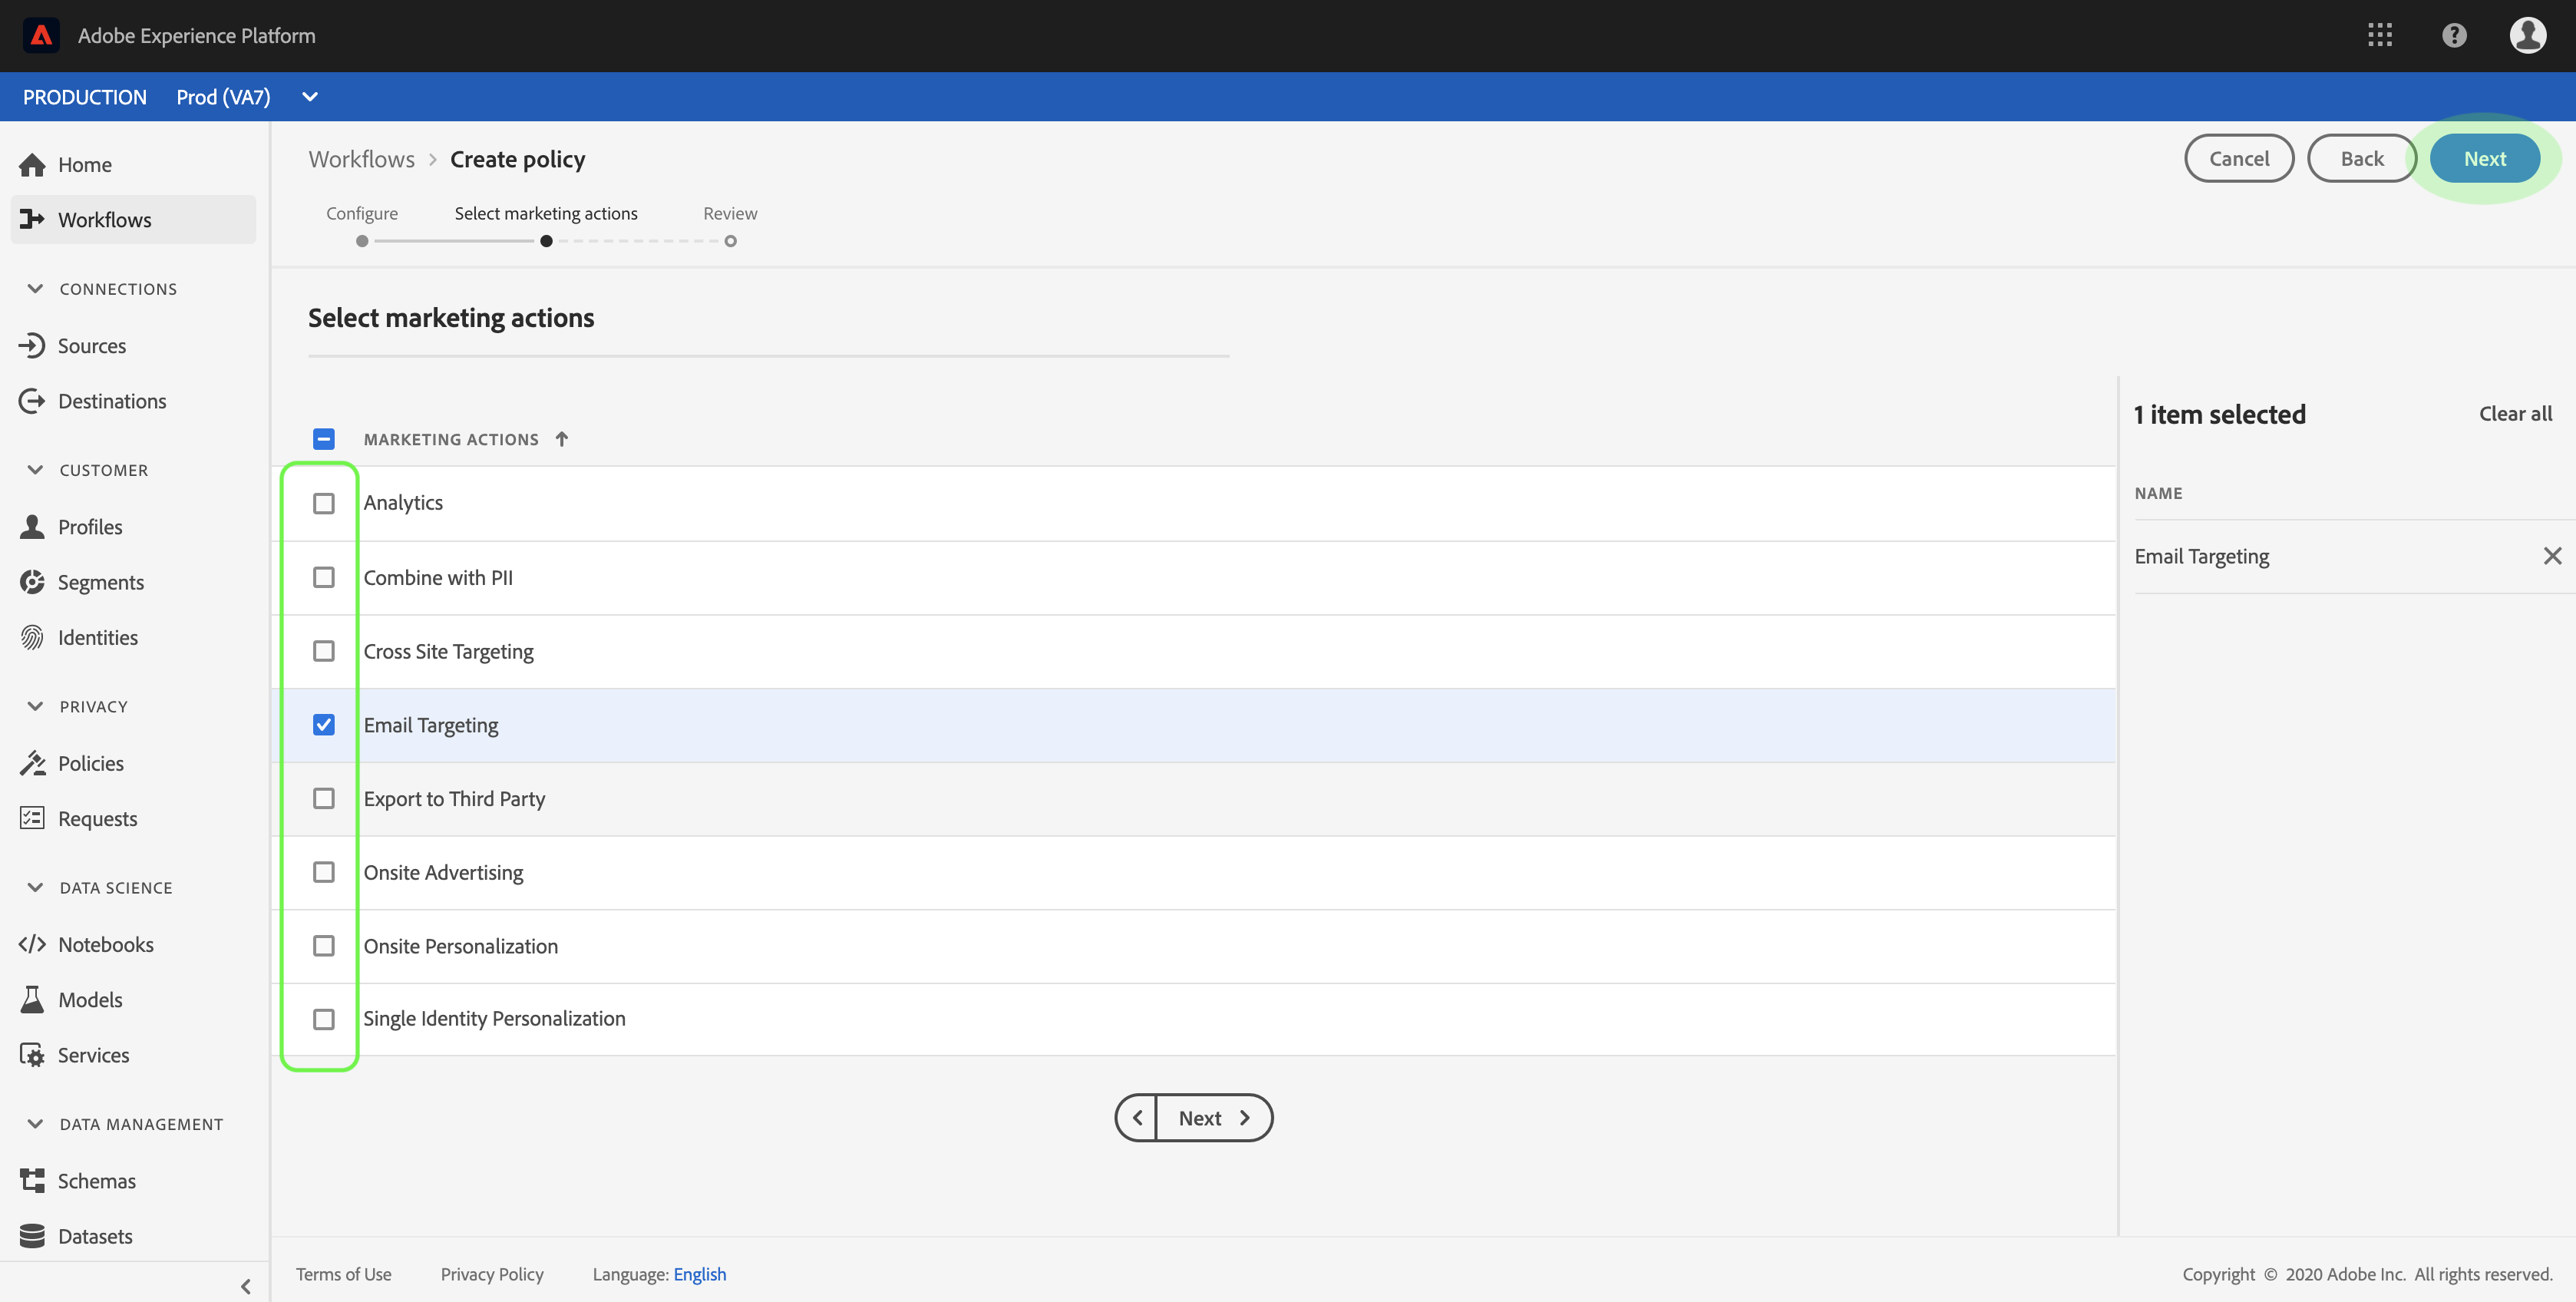 Adobe Experience Platform
PRODUCTION Prod (VA7)
Home
Workflows
CONNECTIONS
Sources
Destinations
CUSTOMER
Profiles
Segments
Identities
PRIVACY
Policies
Requests
DATA SCIENCE
Notebooks
Models
Services
DATA MANAGEMENT
Schemas
Datasets
Workflows > Create policy
Cancel Back Next
Configure Select marketing actions Review
Select marketing actions
MARKETING ACTIONS
Analytics
Combine with PII
Cross Site Targeting
Email Targeting
Export to Third Party
Onsite Advertising
Onsite Personalization
Single Identity Personalization
Next
1 item selected Clear all
NAME
Email Targeting
Terms of Use Privacy Policy Language: English
Copyright © 2020 Adobe Inc. All rights reserved.